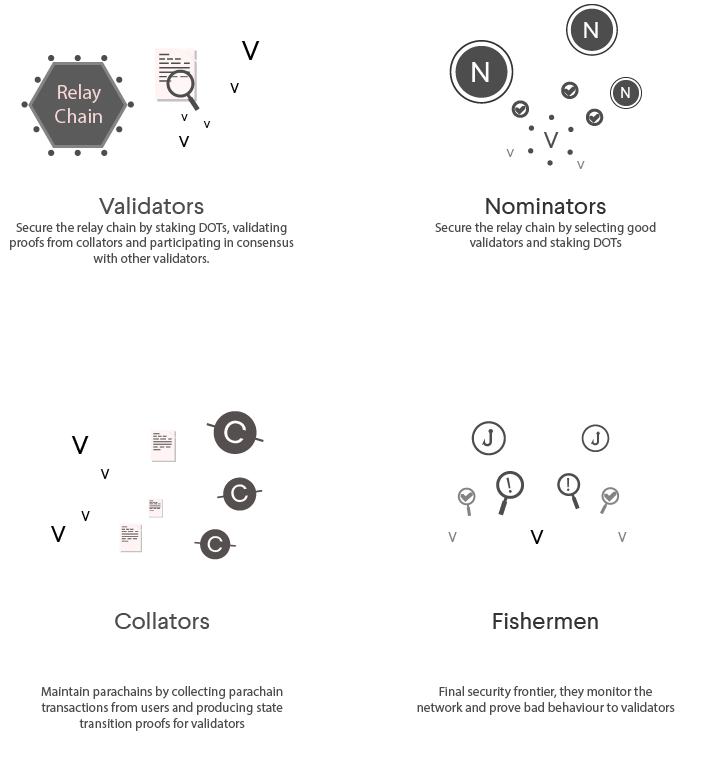 Relay
Chain
V
V
V
V
V
Validators
Secure the relay chain by staking DOTs, validating
proofs from collators and participating in consensus
with other validators.
N
N
N
V
V
V
Nominators
Secure the relay chain by selecting good
validators and staking DOTs
C
V
V
C
V
V
C
Collators
Maintain parachains by collecting parachain
transactions from users and producing state
transition proofs for validators
! !
V V V
Fishermen
Final security frontier, they monitor the
network and prove bad behaviour to validators